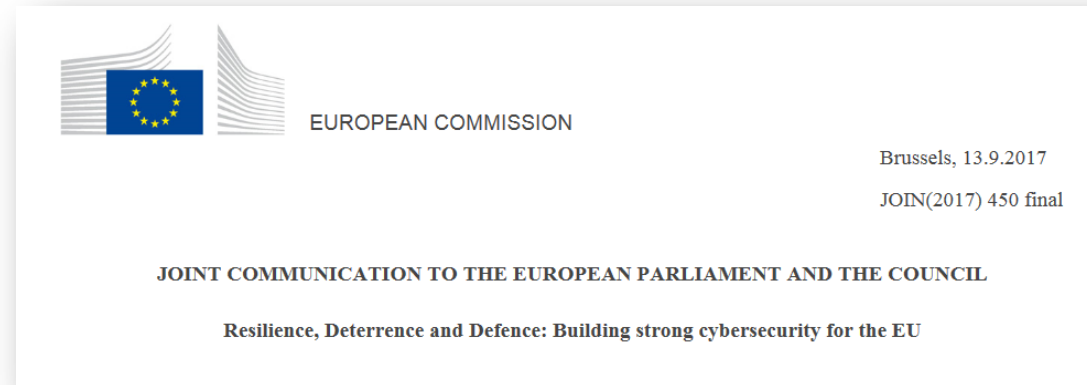 EUROPEAN COMMISSION
Brussels, 13.9.2017
JOIN(2017) 450 final
JOINT COMMUNICATION TO THE EUROPEAN PARLIAMENT AND THE COUNCIL
Resilience, Deterrence and Defence: Building strong cybersecurity for the EU